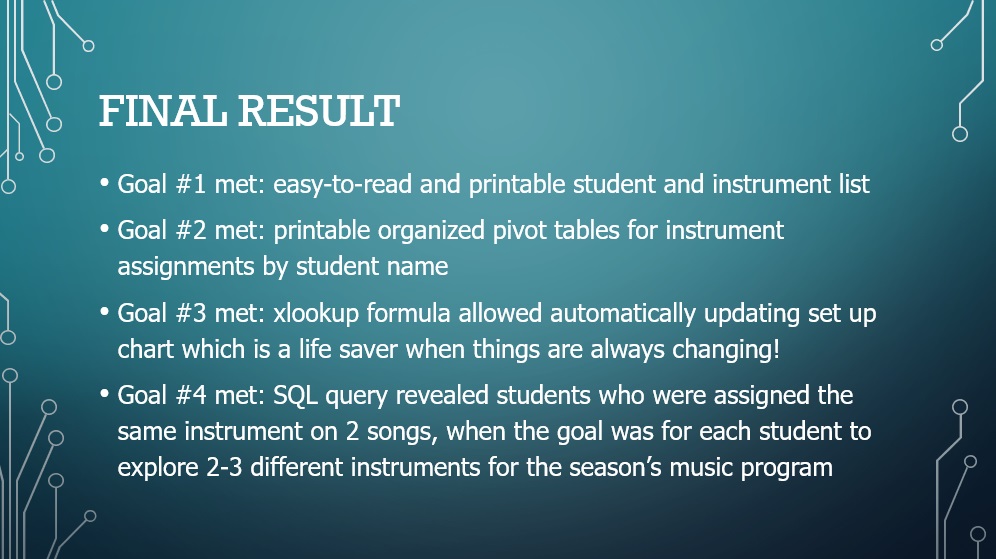 FINAL RESULT
• Goal #1 met: easy-to-read and printable student and instrument list
• Goal #2 met: printable organized pivot tables for instrument
assignments by student name
• Goal #3 met: xlookup formula allowed automatically updating set up
chart which is a life saver when things are always changing!
• Goal #4 met: SQL query revealed students who were assigned the
same instrument on 2 songs, when the goal was for each student to
explore 2-3 different instruments for the season’s music program